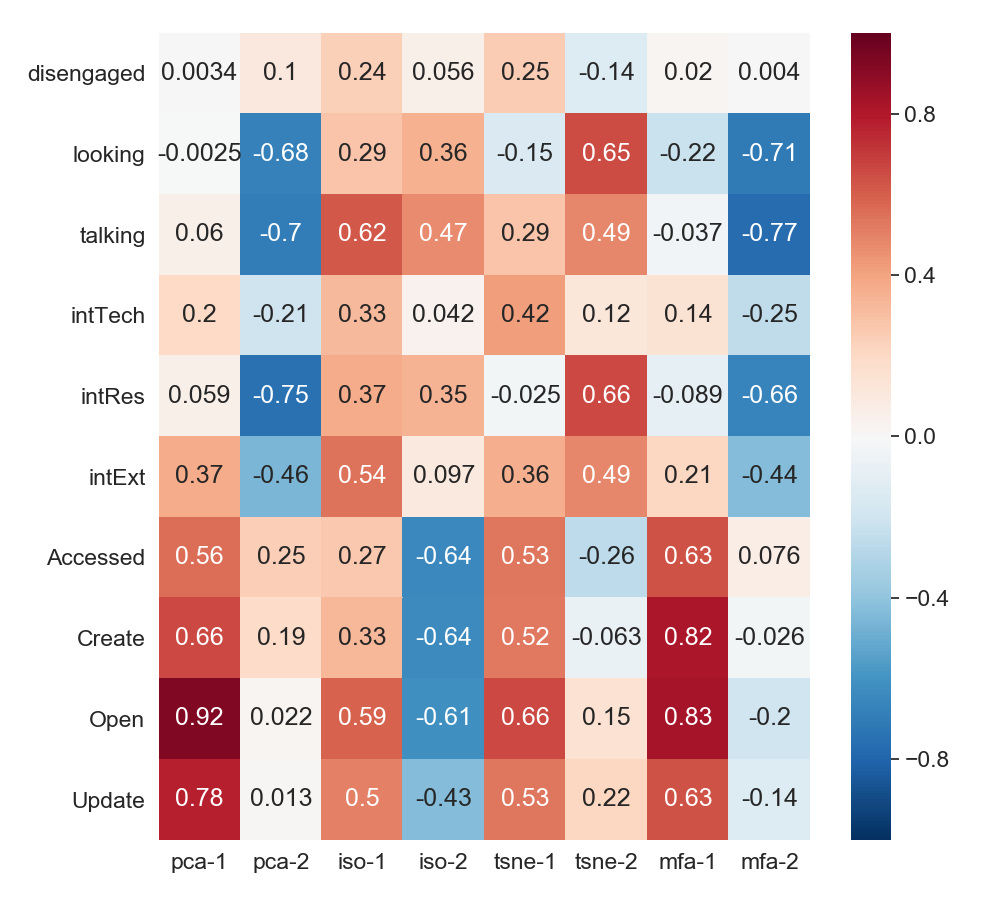 disengaged 0.0034 0.1 0.24 0.056 0.25 -0.14 0.02 0.004
looking -0.0025 -0.68 0.29 0.36 -0.15 0.65 -0.22 -0.71
talking 0.06 -0.7 0.62 0.47 0.29 0.49 -0.037 -0.77
intTech 0.2 -0.21 0.33 0.042 0.42 0.12 0.14 -0.25
intRes 0.059 -0.75 0.37 0.35 -0.025 0.66 -0.089 -0.66
intExt 0.37 -0.46 0.54 0.097 0.36 0.49 0.21 -0.44
Accessed 0.56 0.25 0.27 -0.64 0.53 -0.26 0.63 0.076
Create 0.66 0.19 0.33 -0.64 0.52 -0.063 0.82 -0.026
Open 0.92 0.022 0.59 -0.61 0.66 0.15 0.83 -0.2
Update 0.78 0.013 0.5 -0.43 0.53 0.22 0.63 -0.14
pca-1 pca-2 iso-1 iso-2 tsne-1 tsne-2 mfa-1 mfa-2
0.8
0.4
0.0
−0.4
−0.8